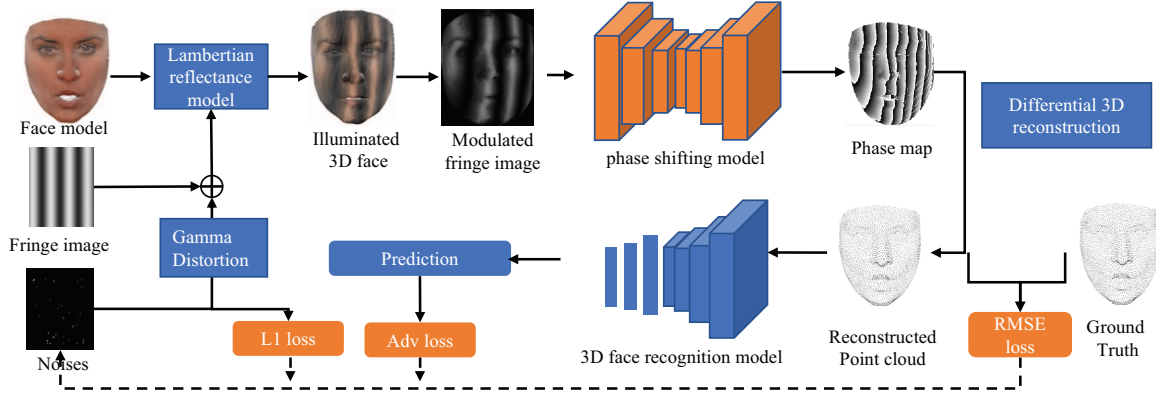 Lambertian
reflectance
model
Face model
Illuminated
3D face
Modulated
fringe image
phase shifting model
Phase map
Differential 3D
reconstruction
Fringe image
Gamma
Distortion
Prediction
Noises
L1 loss
Adv loss
3D face recognition model
Reconstructed
Point cloud
RMSE
loss
Ground
Truth